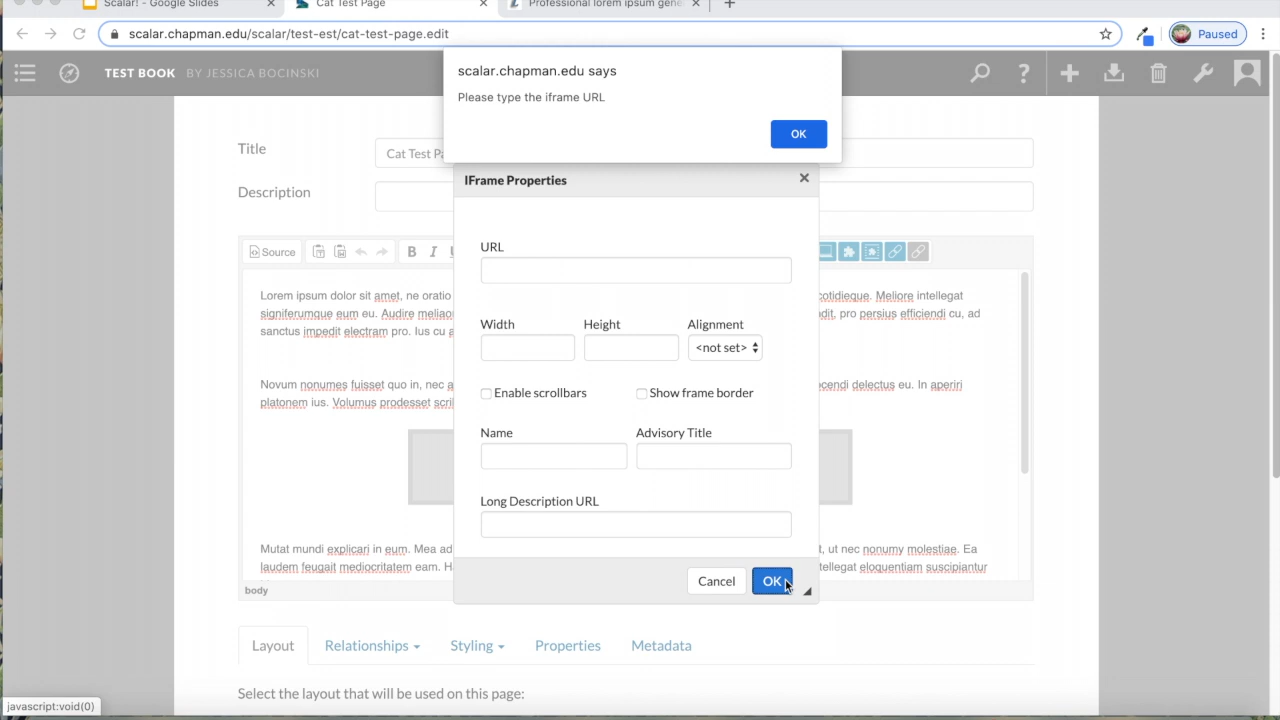 Scalar! - Google Slides
Cat Test Page
Professional lorem ipsum gene
scalar.chapman.edu/scalar/test-est/cat-test-page.edit
Paused
TEST BOOK BY JESSICA BOCINSKI
scalar.chapman.edu says
Please type the iframe URL
OK
Title
Cat Test Pa
Description
IFrame Properties
URL
Width
Height
Alignment
<not set>
Enable scrollbars
Show frame border
Name
Advisory Title
Long Description URL
Cancel
OK
Source
B I U
Lorem ipsum dolor sit amet, ne oratio
cotidieque. Meliore intellegat
signiferumque eum eu. Audire meliao
ndit, pro persius efficiendi cu, ad
sanctus impedit electram pro. Ius cu a
Novum nonumes fuisset quo in, nec a
ocendi delectus eu. In aperiri
platonem ius. Volumus prodesset scri
Mutat mundi explicari in eum. Mea ad
t, ut nec nonumy molestiae. Ea
laudem feugait mediocritatem eam. H
tellegat eloquentiam suscipiantur
body
Layout
Relationships
Styling
Properties
Metadata
Select the layout that will be used on this page:
javascript:void(0)